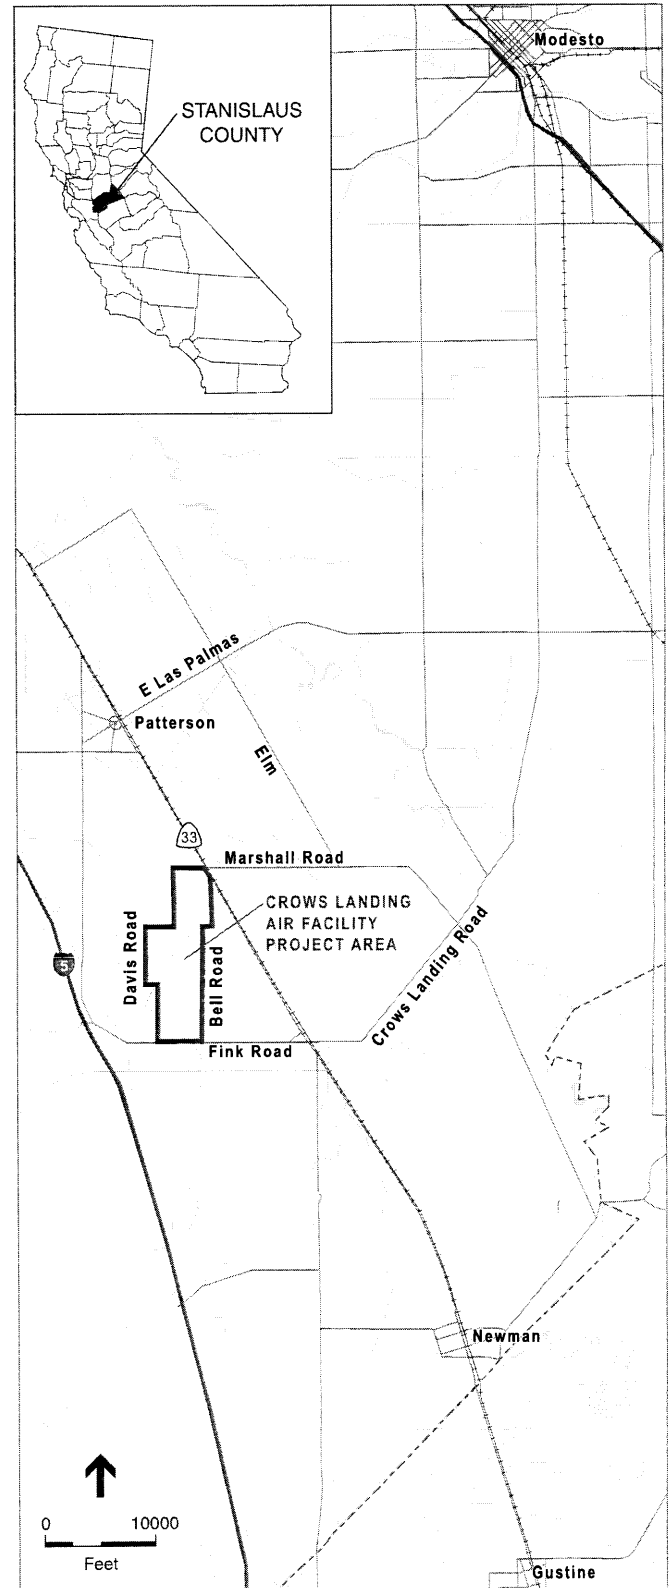 STANISLAUS
COUNTY
Modesto
E Las Palmas
Patterson
Elm
33
Marshall Road
CROWS LANDING
AIR FACILITY
PROJECT AREA
Davis Road
Bell Road
Crows Landing Road
5
Fink Road
Newman
0 10000
Feet
Gustine